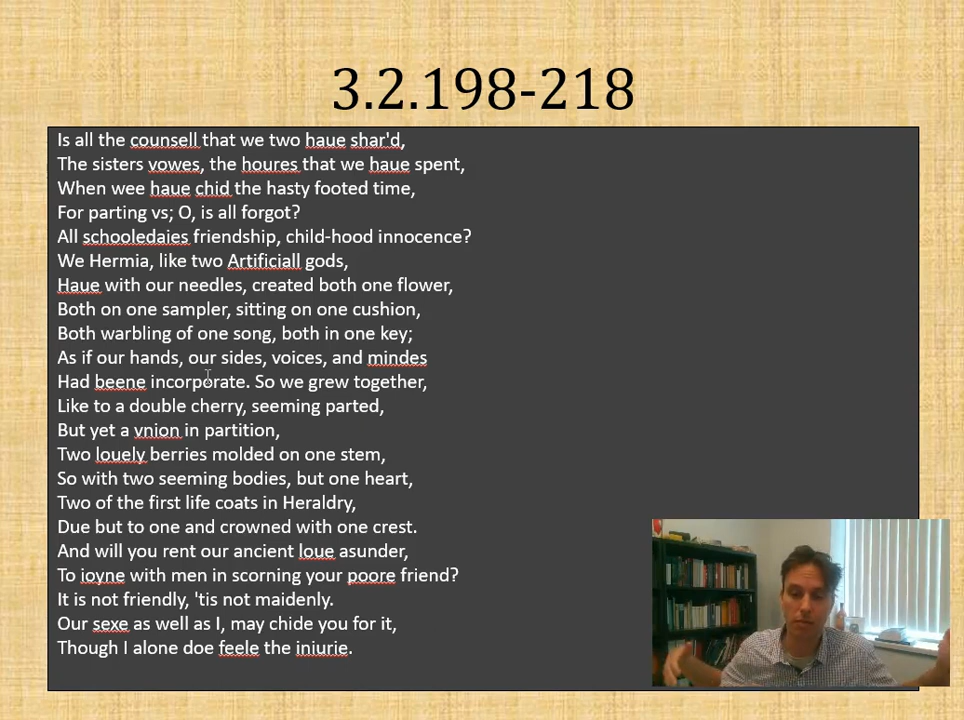 3.2.198-218
Is all the counsell that we two haue shar'd,
The sisters vowes, the houres that we haue spent,
When wee haue chid the hasty footed time,
For parting vs; O, is all forgot?
All schooledaies friendship, child-hood innocence?
We Hermia, like two Artificiall gods,
Haue with our needles, created both one flower,
Both on one sampler, sitting on one cushion,
Both warbling of one song, both in one key;
As if our hands, our sides, voices, and mindes
Had beene incorporate. So we grew together,
Like to a double cherry, seeming parted,
But yet a vnion in partition,
Two louely berries molded on one stem,
So with two seeming bodies, but one heart,
Two of the first life coats in Heraldry,
Due but to one and crowned with one crest.
And will you rent our ancient loue asunder,
To ioyne with men in scorning your poore friend?
It is not friendly, 'tis not maidenly.
Our sexe as well as I, may chide you for it,
Though I alone doe feele the iniurie.